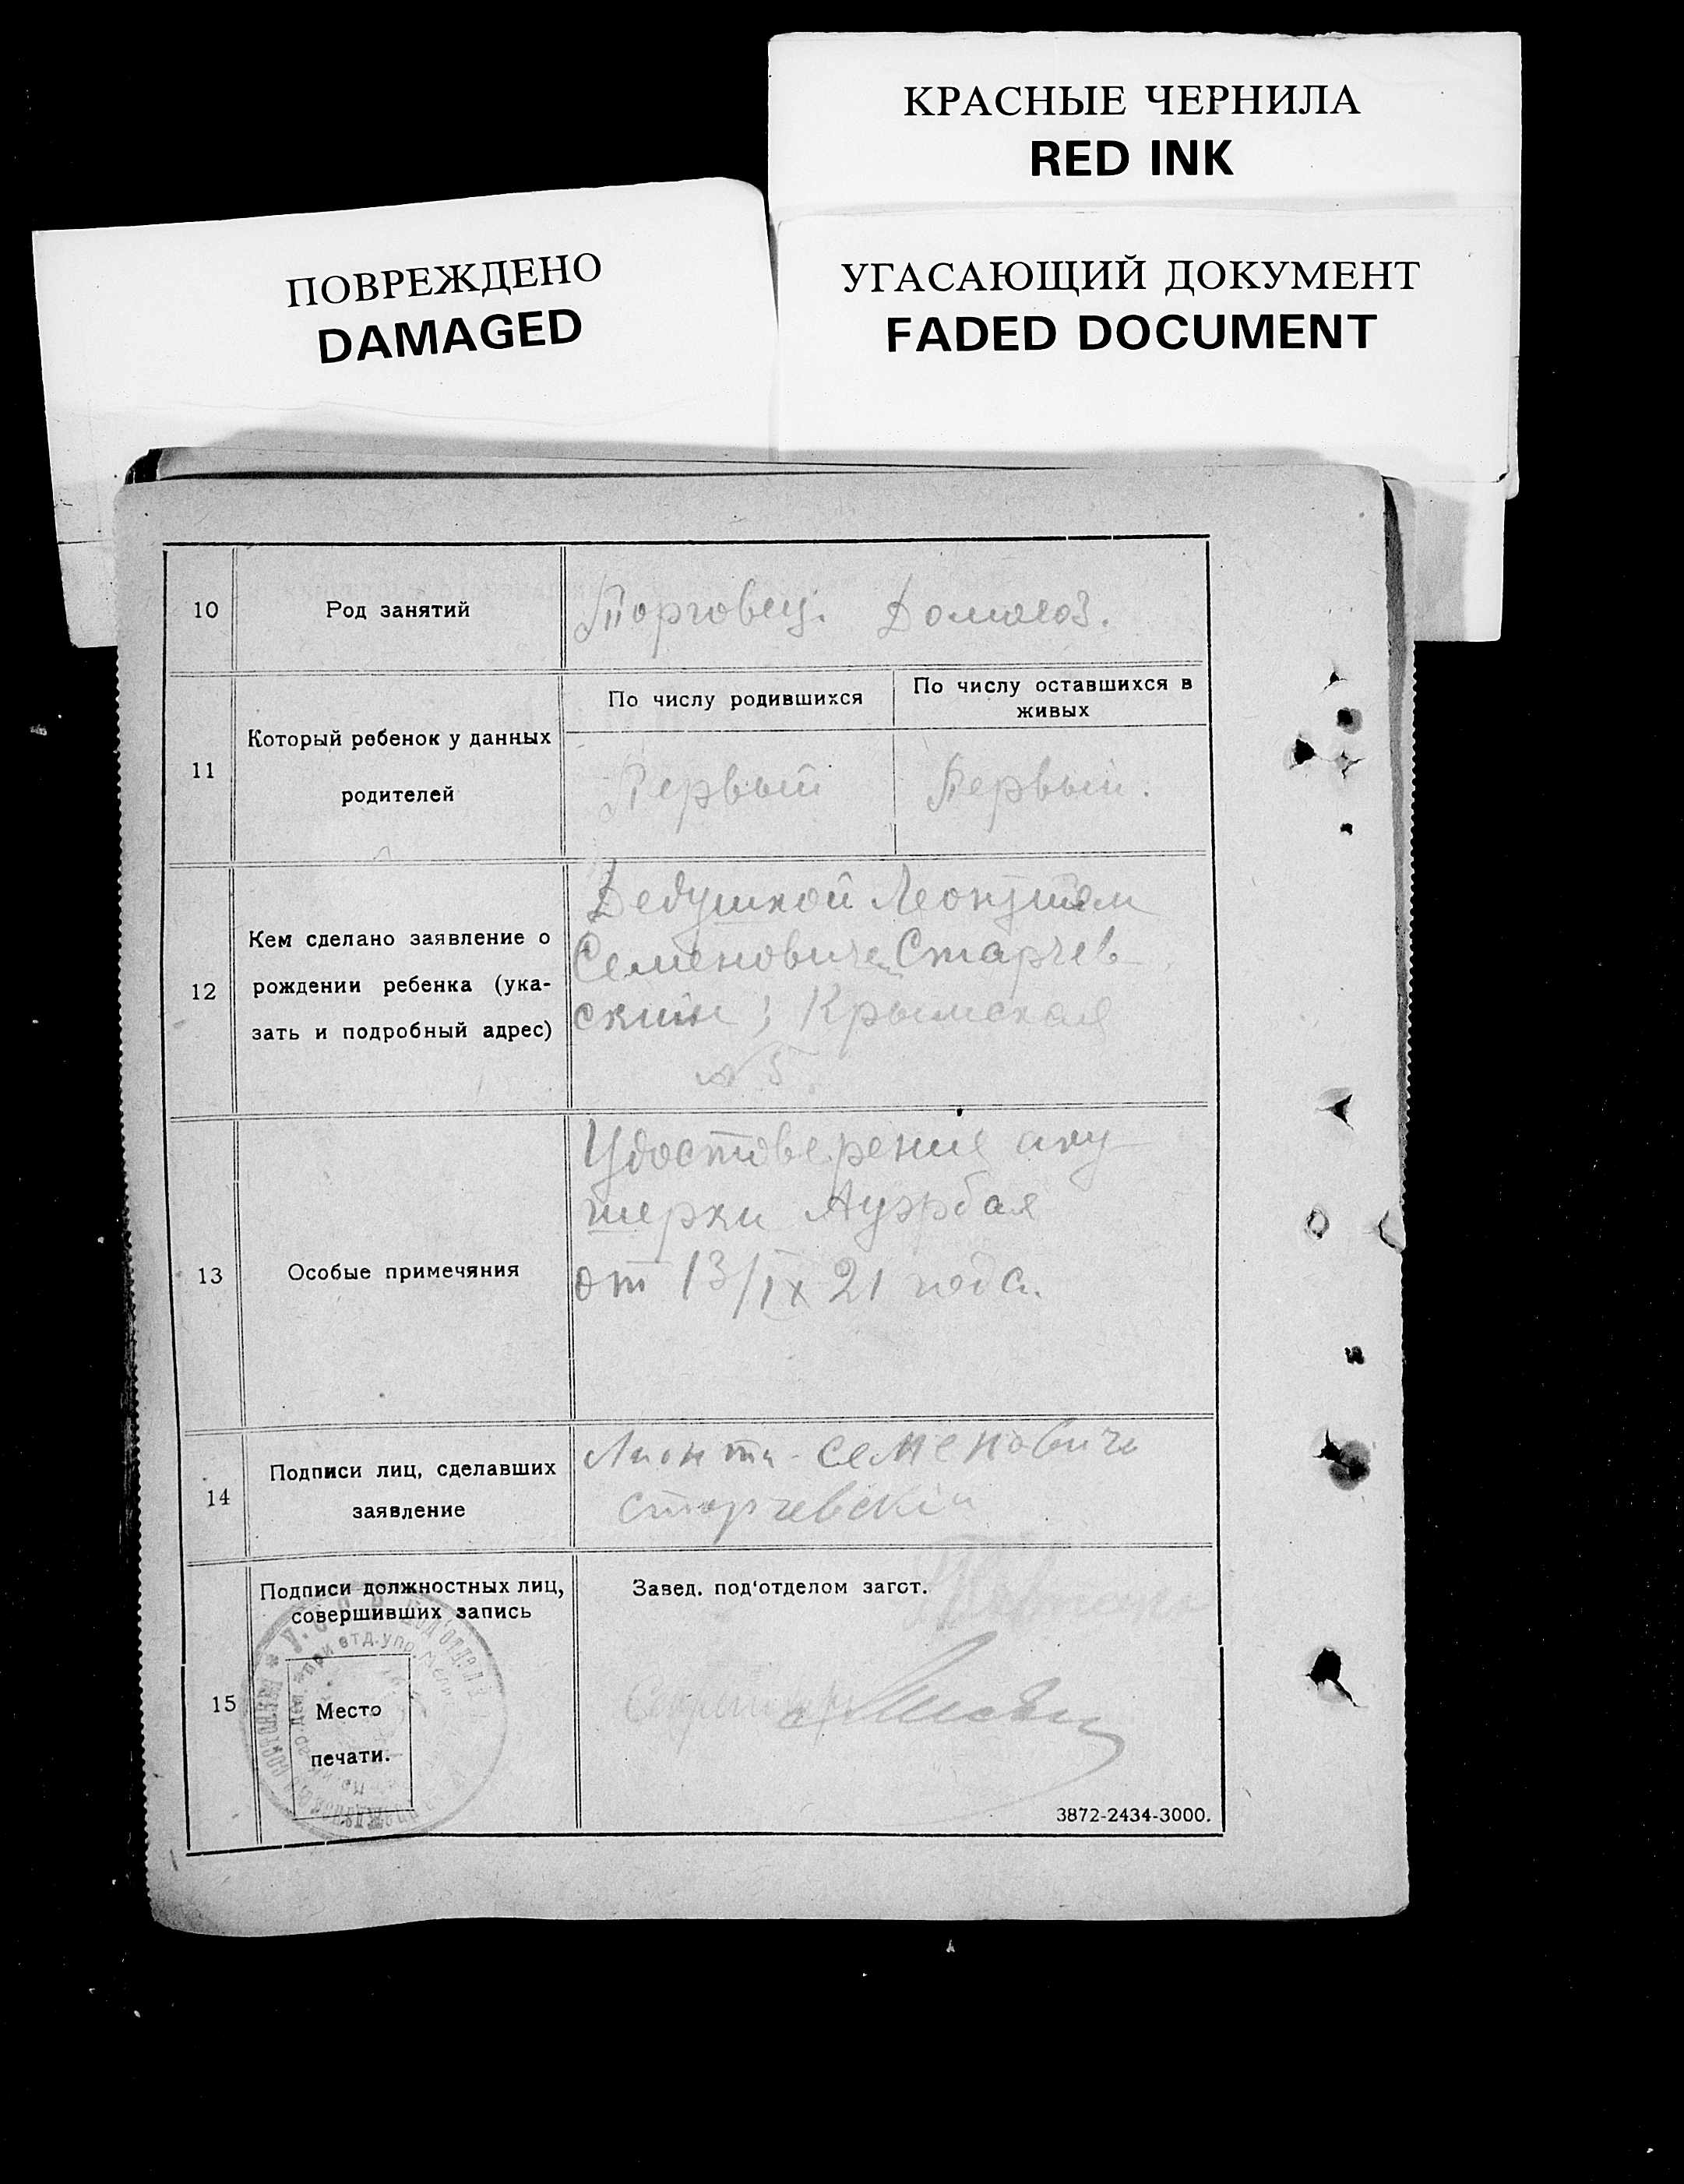 КРАСНЫЕ ЧЕРНИЛА
RED INK
ПОВРЕЖДЕНО
DAMAGED
УГАСАЮЩИЙ ДОКУМЕНТ
FADED DOCUMENT
10
Род занятий
Торговец. Домохоз.
11
Который ребенок у данных
родителей
По числу родившихся
По числу оставшихся в
живых
Первый
Первый.
12
Кем сделано заявление о
рождении ребенка (ука-
зать и подробный адрес)
Дедушкой Леонтием
Семеновичем Старчев
ским; Крымская
№ 5
13
Особые примечяния
Удостоверение аку
шерки Ауэрбах
от 13/IX 21 года.
14
Подписи лиц, сделавших
заявление
Семеновичь
Старчевский
15
Подписи должностных лиц,
совершивших запись
Место
печати.
Завед. под‘отделом загст.
Секретарь
3872-2434-3000.